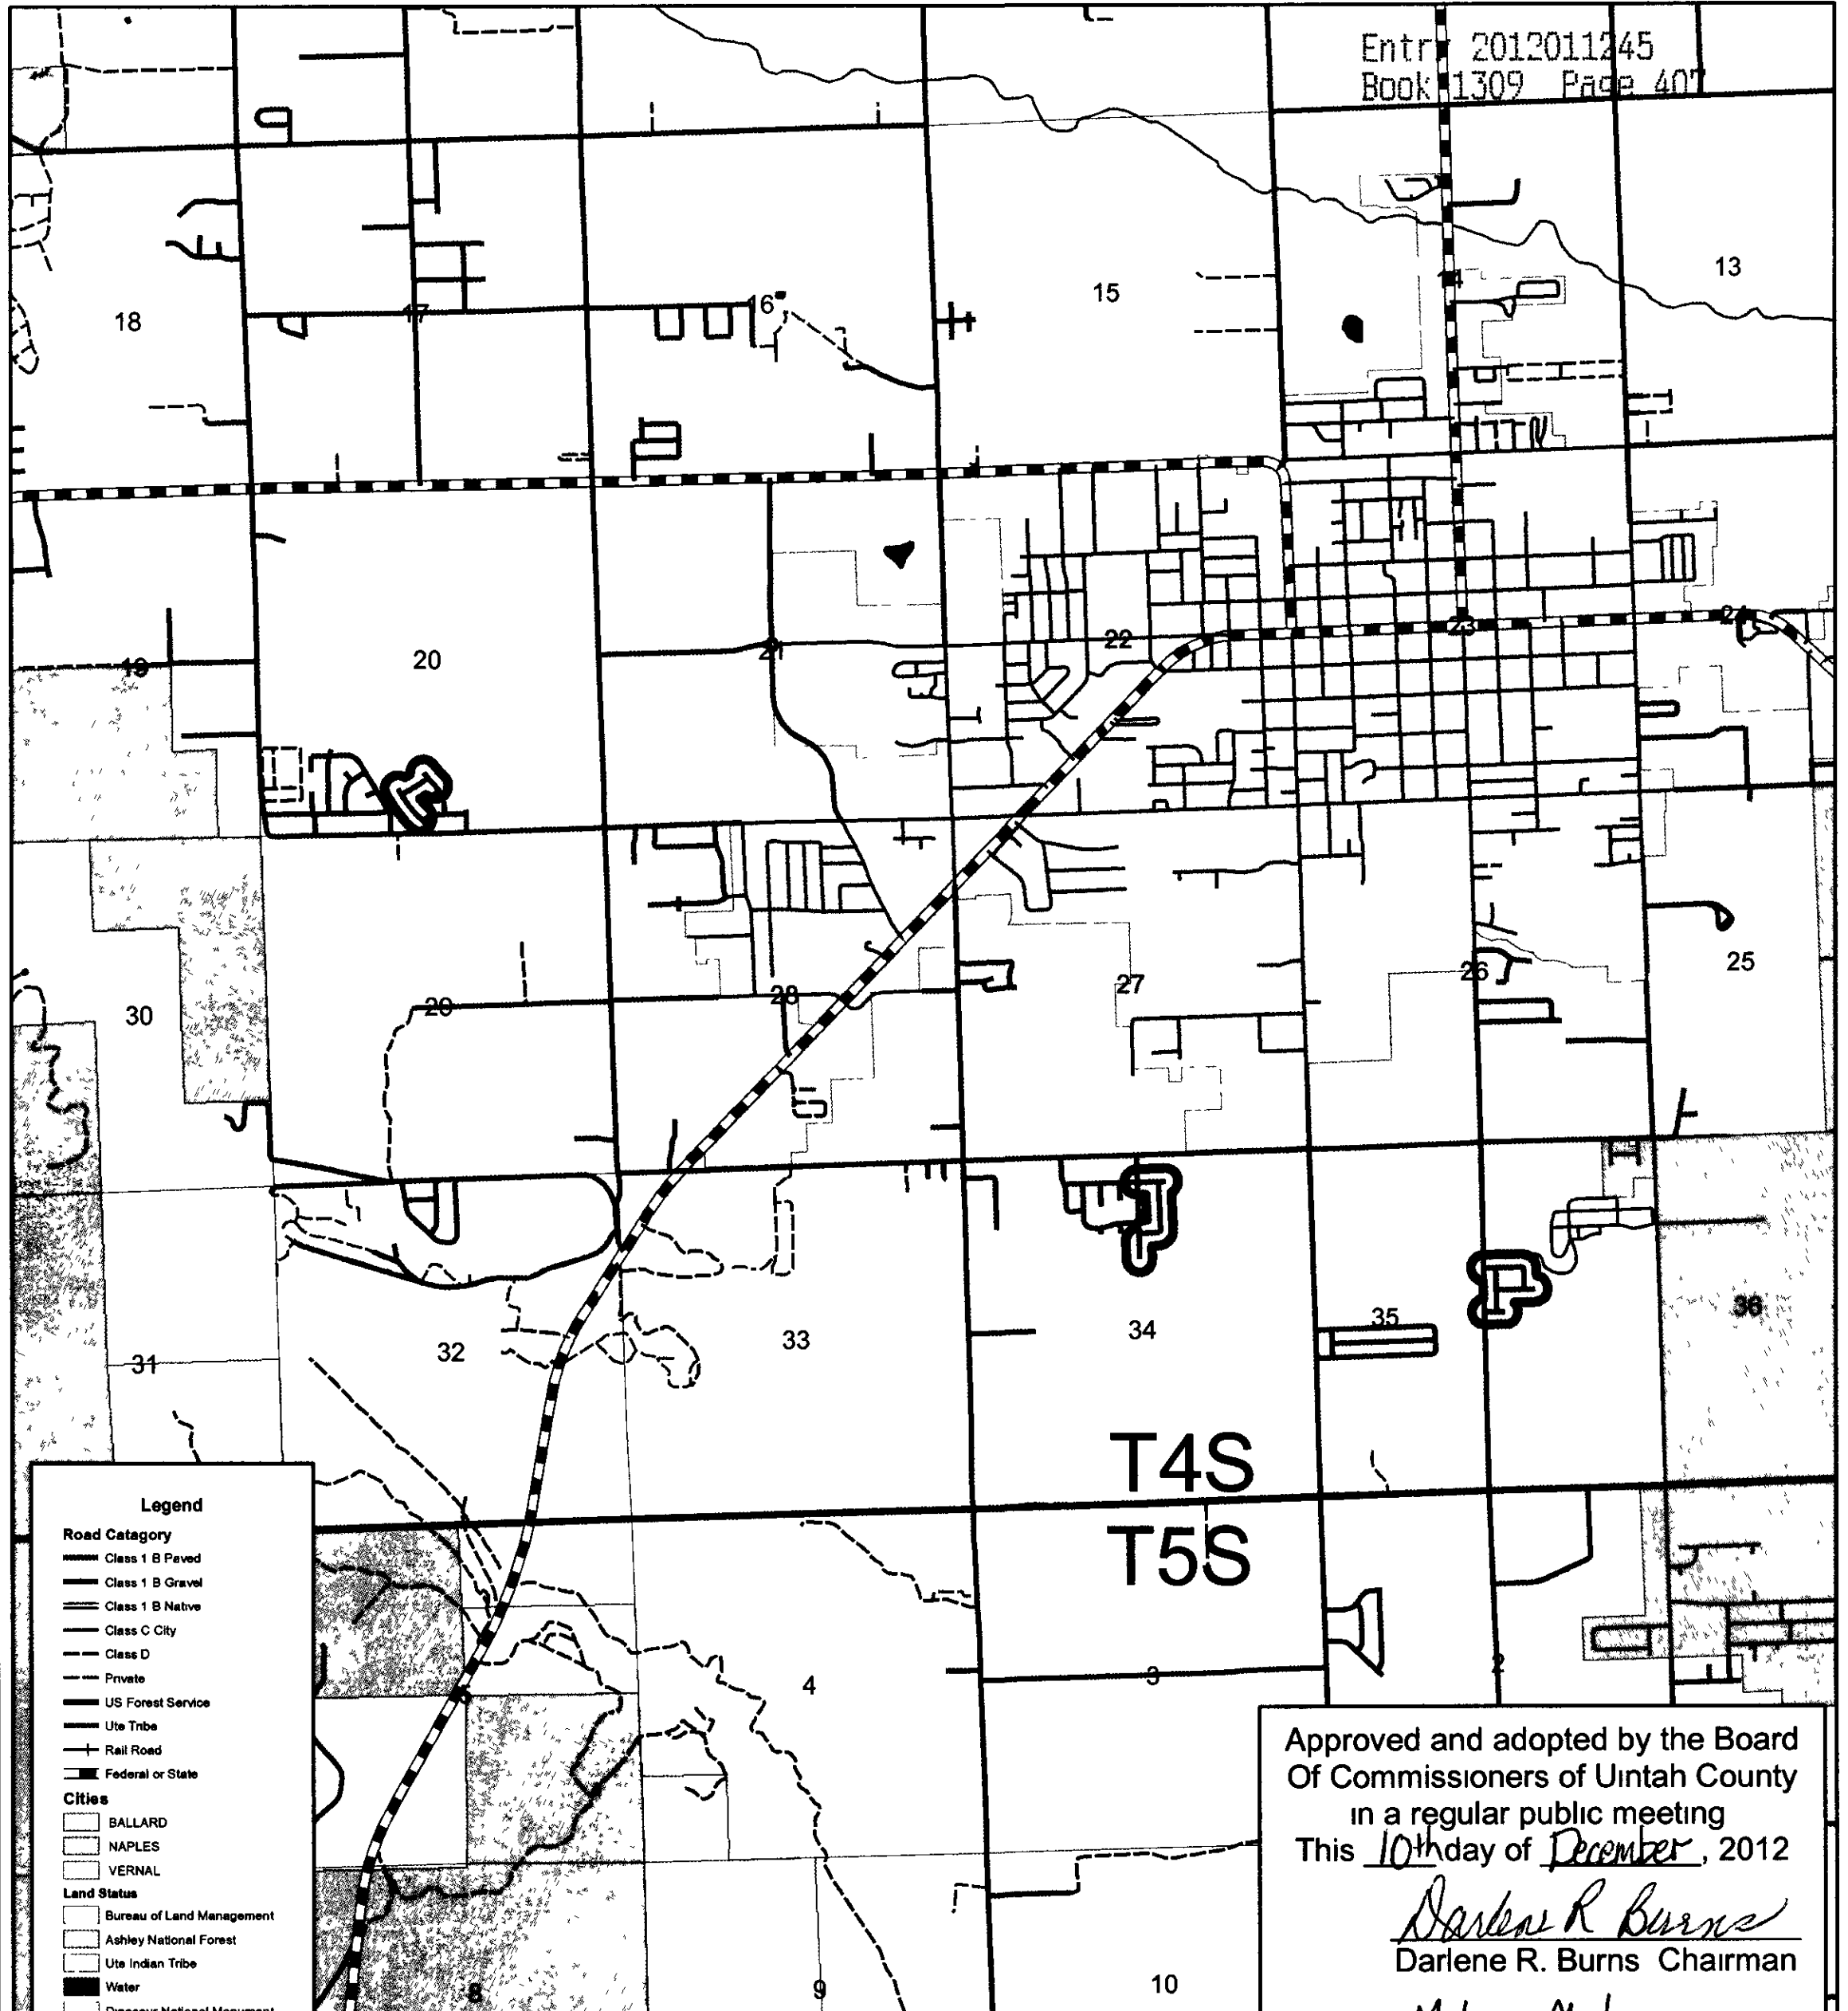 Entry 2012011245
Book 1309 Page 407
13
14
15
16
17
18
19
20
21
22
23
24
25
26
27
28
29
30
31
32
33
34
35
36
T4S
T5S
2
3
4
5
8
9
10
Legend
Road Catagory
Class 1 B Paved
Class 1 B Gravel
Class 1 B Native
Class C City
Class D
Private
US Forest Service
Ute Tribe
Rail Road
Federal or State
Cities
BALLARD
NAPLES
VERNAL
Land Status
Bureau of Land Management
Ashley National Forest
Ute Indian Tribe
Water
Dinosaur National Monument
Approved and adopted by the Board
Of Commissioners of Uintah County
in a regular public meeting
This 10th day of December, 2012
Darlene R Burns
Darlene R. Burns Chairman